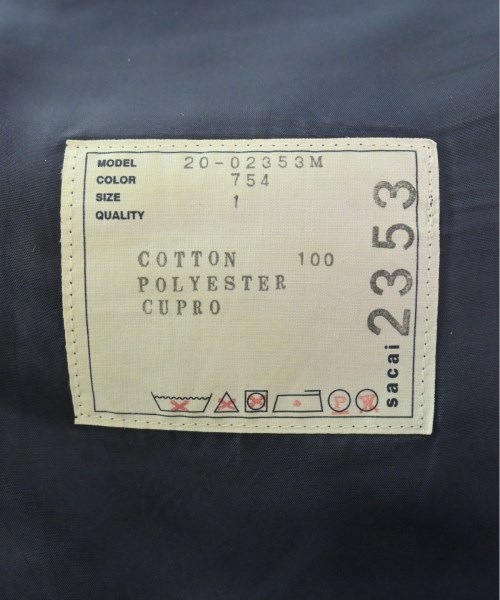 MODEL 20-02353M
COLOR 754
SIZE 1
QUALITY
COTTON 100
POLYESTER
CUPRO
P
W
sacai 2353